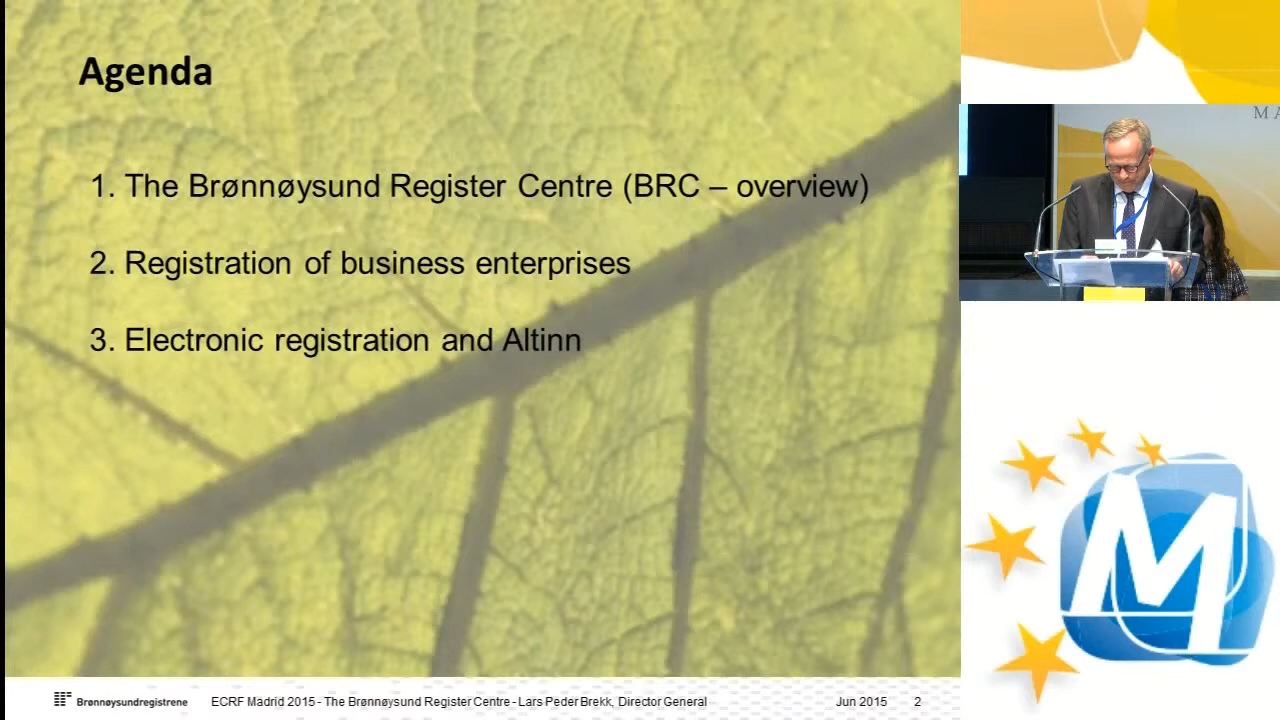 Agenda
1. The Brønnøysund Register Centre (BRC – overview)
2. Registration of business enterprises
3. Electronic registration and Altinn
Brønnøysundregistrene
ECRF Madrid 2015 - The Brønnøysund Register Centre - Lars Peder Brekk, Director General
Jun 2015
2
M A
M